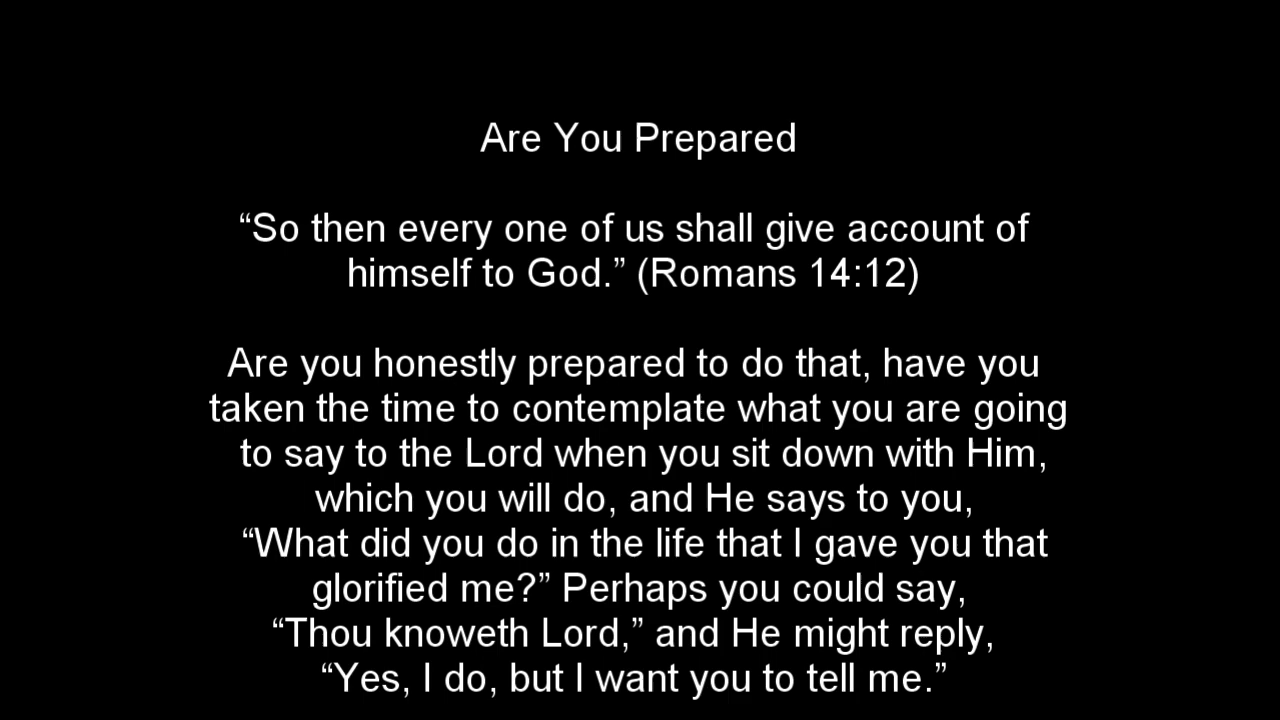 Are You Prepared
“So then every one of us shall give account of
himself to God.” (Romans 14:12)
Are you honestly prepared to do that, have you
taken the time to contemplate what you are going
to say to the Lord when you sit down with Him,
which you will do, and He says to you,
“What did you do in the life that I gave you that
glorified me?” Perhaps you could say,
“Thou knoweth Lord,” and He might reply,
“Yes, I do, but I want you to tell me.”